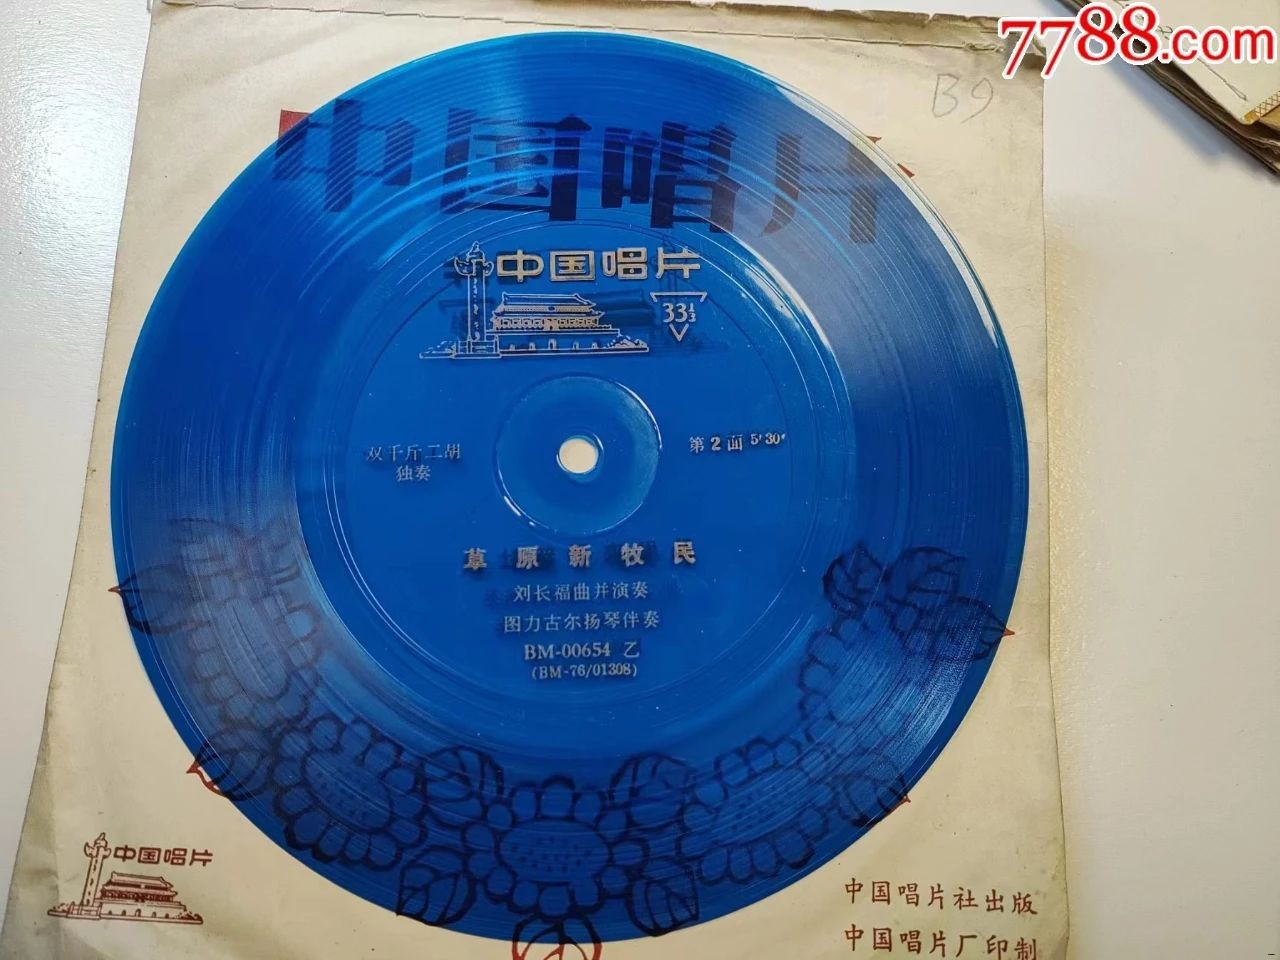 7788.com
B9
中国唱片
中国唱片
33⅓
双千斤二胡
独奏
第2面 5′30″
草原新牧民
刘长福曲并演奏
图力古尔扬琴伴奏
BM-00654 乙
(BM-76/01308)
中国唱片
中国唱片社出版
中国唱片厂印制